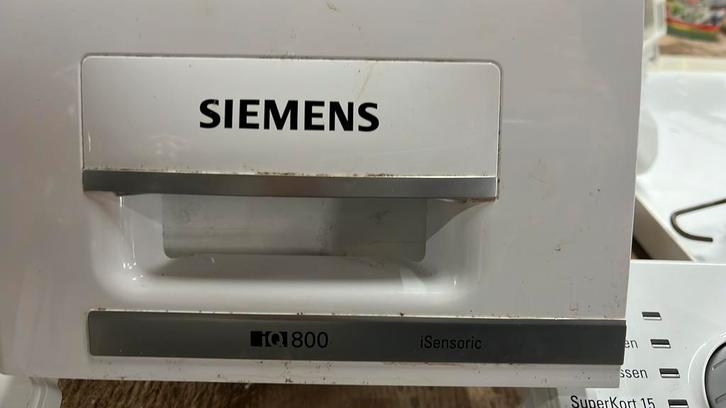 SIEMENS
iQ800
iSensoric
SuperKort 15